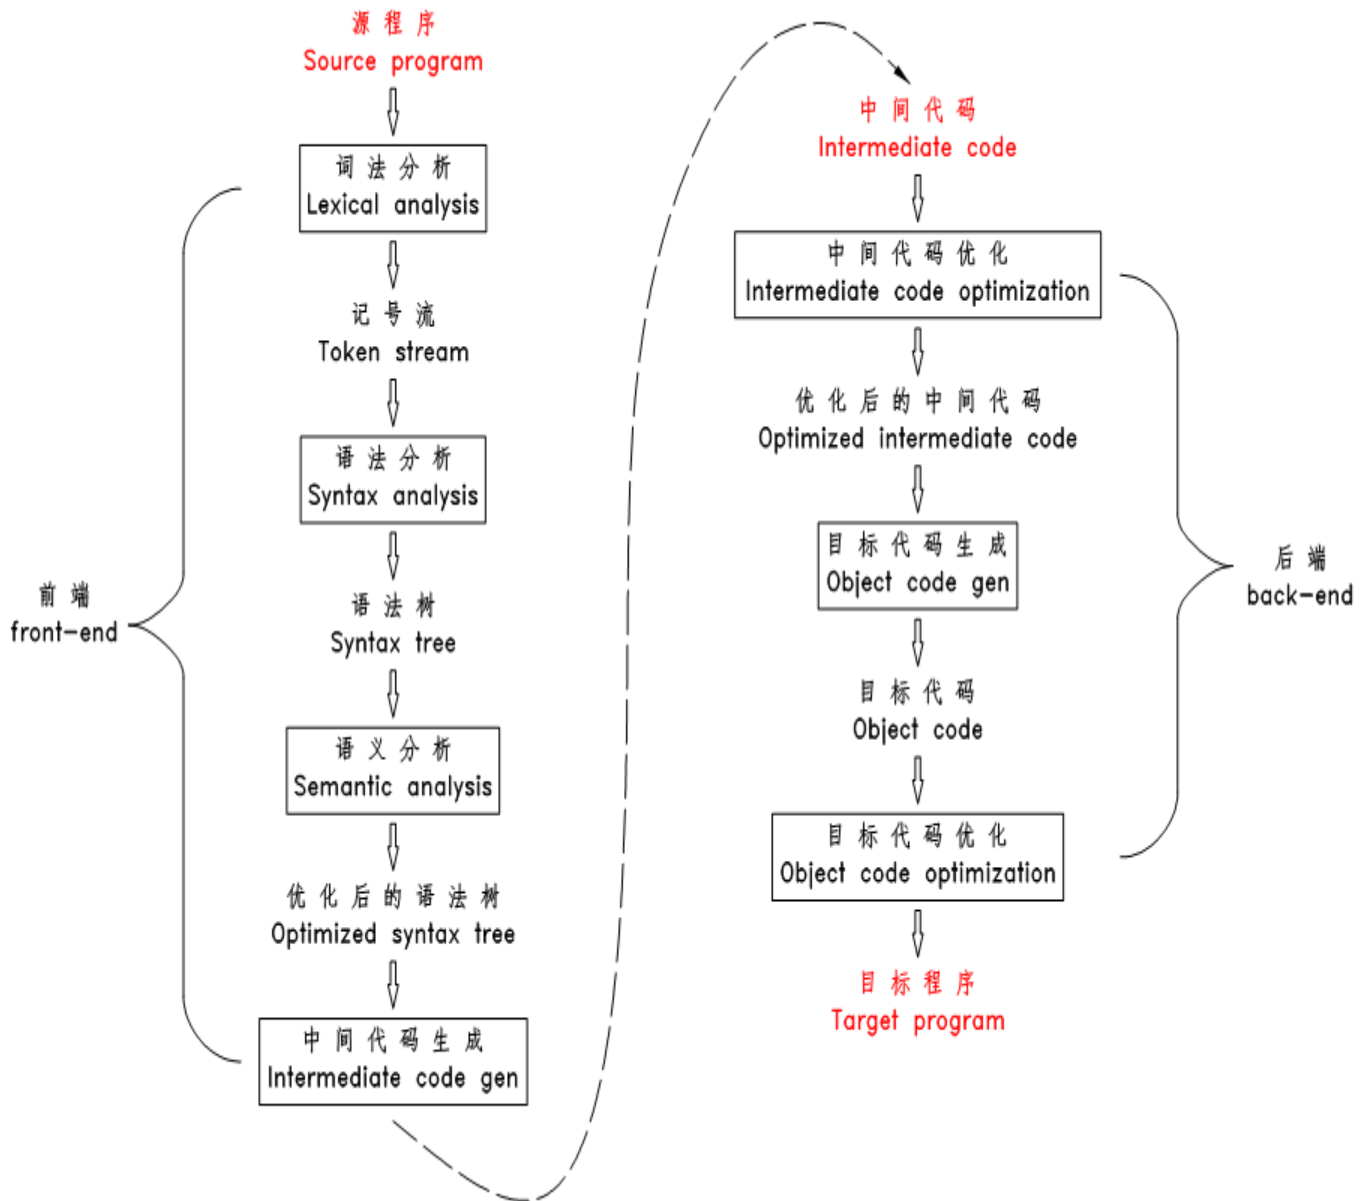 源程序
Source program
词法分析
Lexical analysis
记号流
Token stream
语法分析
Syntax analysis
语法树
Syntax tree
语义分析
Semantic analysis
优化后的语法树
Optimized syntax tree
中间代码生成
Intermediate code gen
前端
front-end
中间代码
Intermediate code
中间代码优化
Intermediate code optimization
优化后的中间代码
Optimized intermediate code
目标代码生成
Object code gen
目标代码
Object code
目标代码优化
Object code optimization
目标程序
Target program
后端
back-end